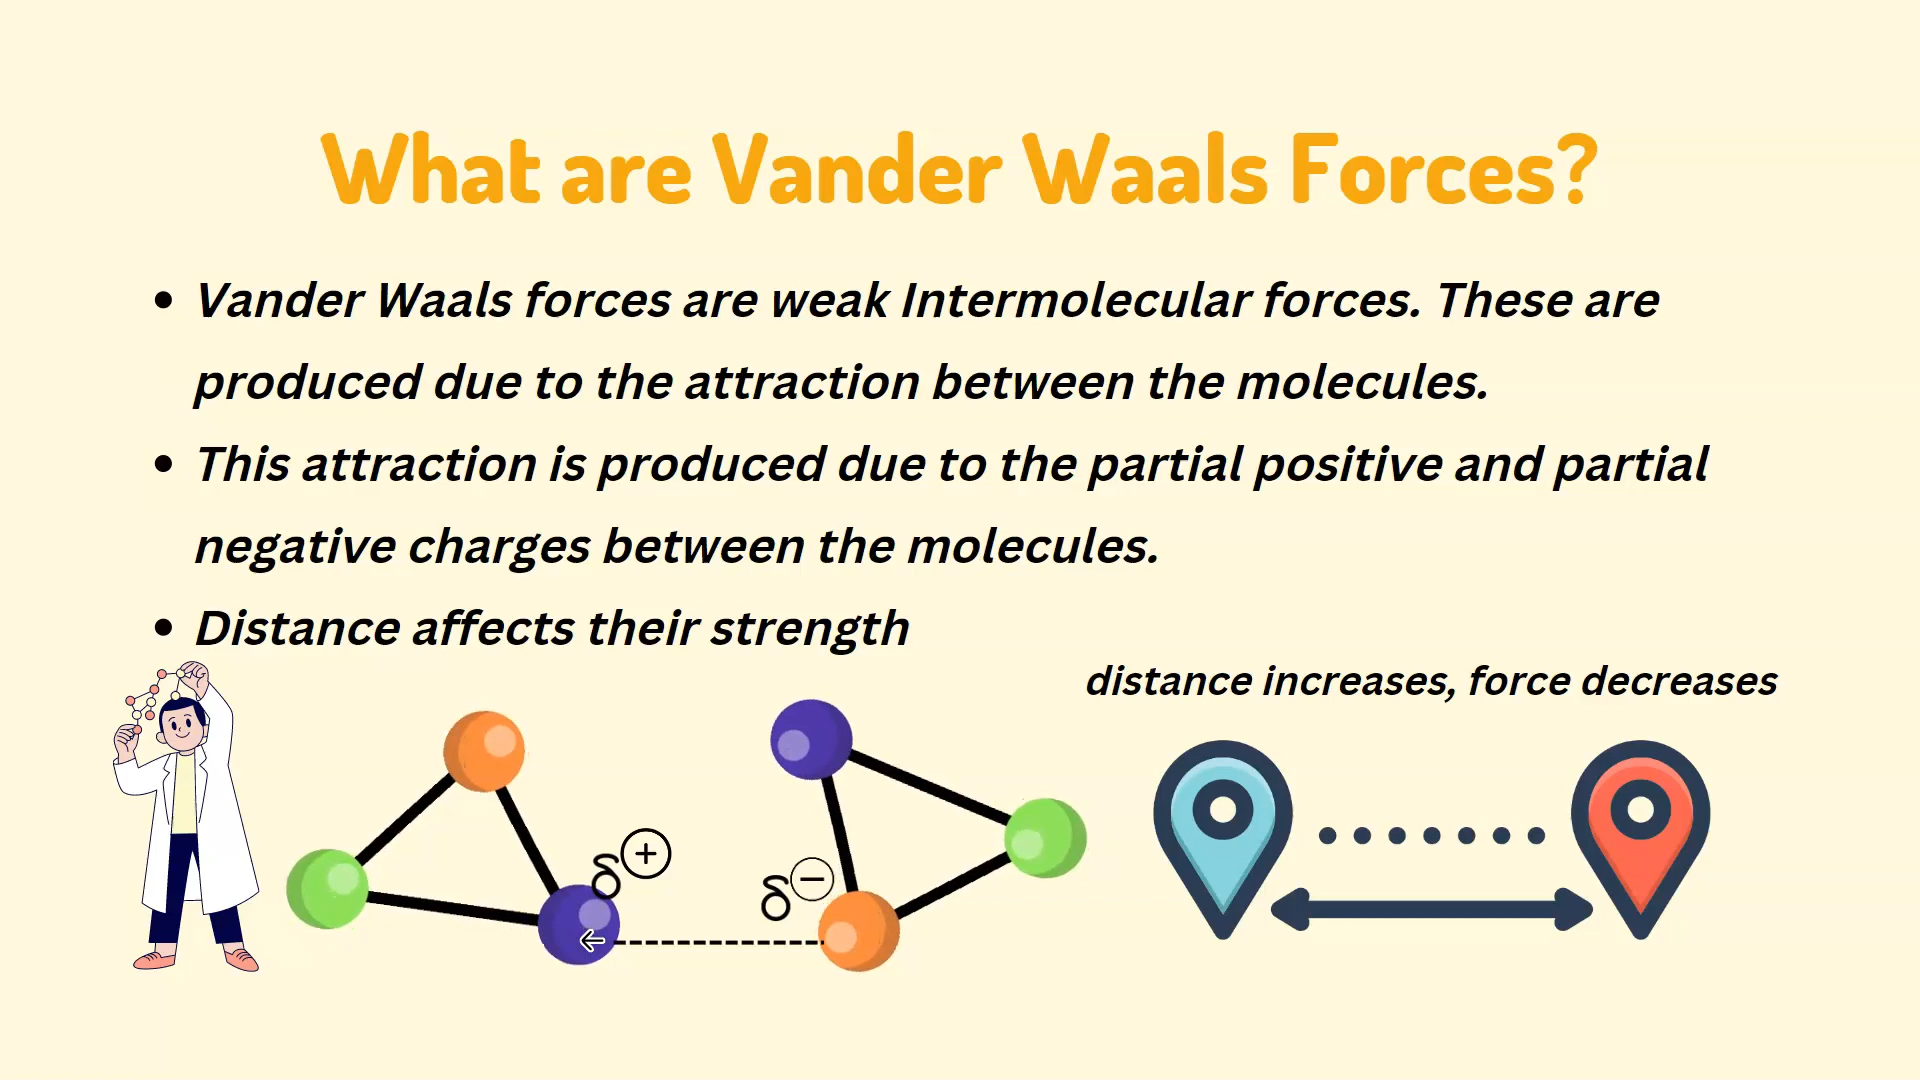 What are Vander Waals Forces?
• Vander Waals forces are weak Intermolecular forces. These are
produced due to the attraction between the molecules.
• This attraction is produced due to the partial positive and partial
negative charges between the molecules.
• Distance affects their strength
distance increases, force decreases
δ⊕
δ⊖